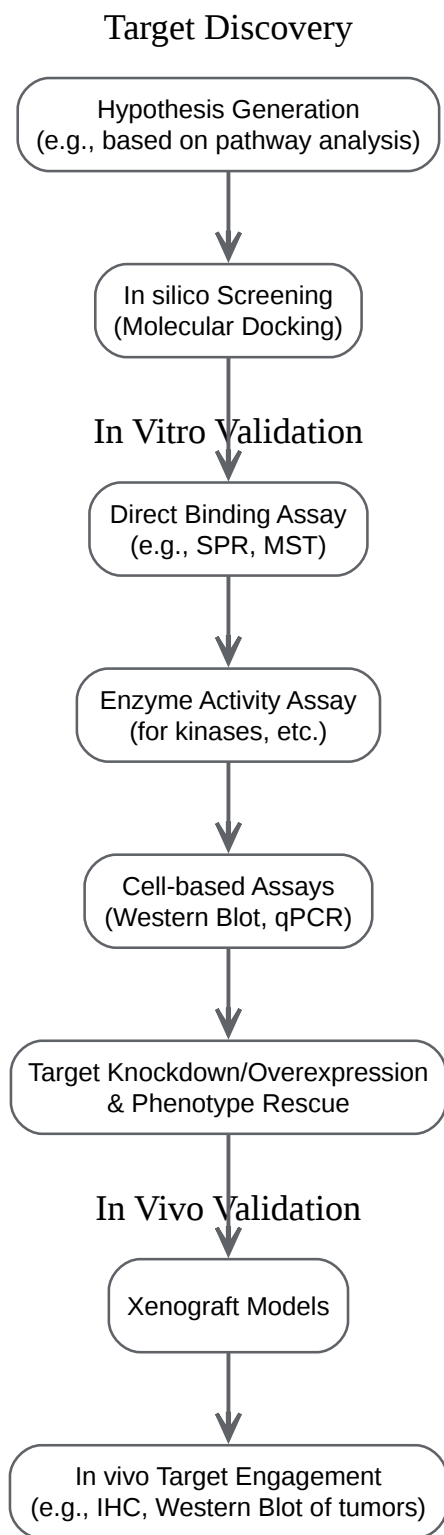 Target Discovery
Hypothesis Generation
(e.g., based on pathway analysis)
In silico Screening
(Molecular Docking)
In Vitro Validation
Direct Binding Assay
(e.g., SPR, MST)
Enzyme Activity Assay
(for kinases, etc.)
Cell-based Assays
(Western Blot, qPCR)
Target Knockdown/Overexpression
& Phenotype Rescue
In Vivo Validation
Xenograft Models
In vivo Target Engagement
(e.g., IHC, Western Blot of tumors)